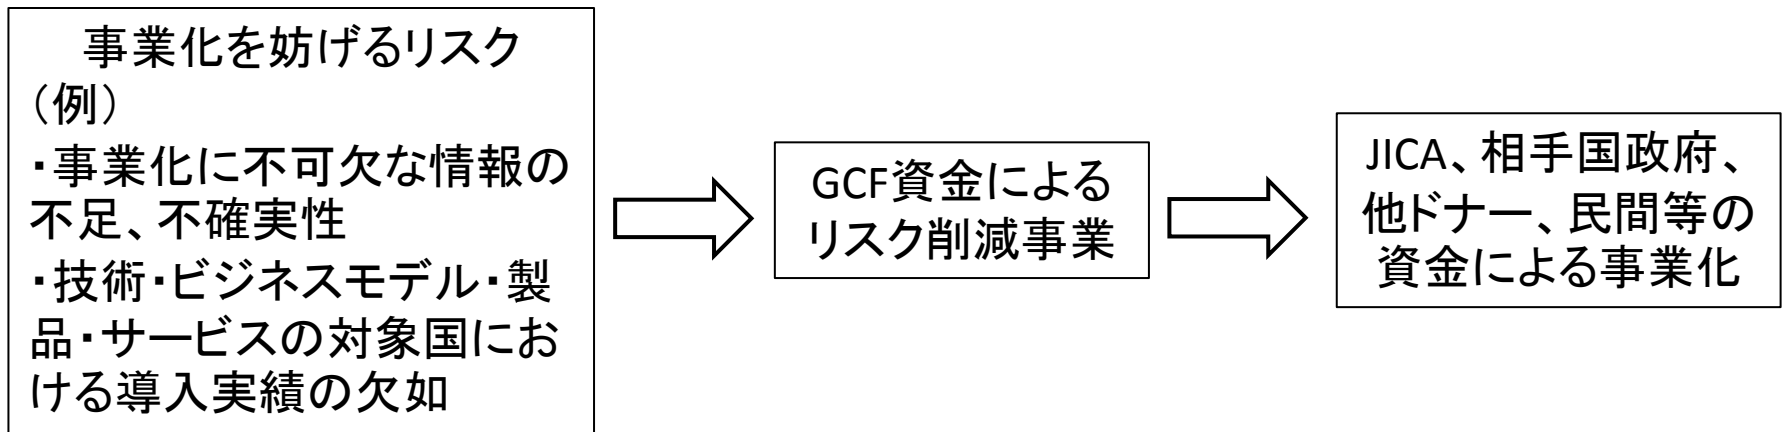 事業化を妨げるリスク
(例)
・事業化に不可欠な情報の
不足、不確実性
・技術・ビジネスモデル・製
品・サービスの対象国にお
ける導入実績の欠如
GCF資金による
リスク削減事業
JICA、相手国政府、
他ドナー、民間等の
資金による事業化